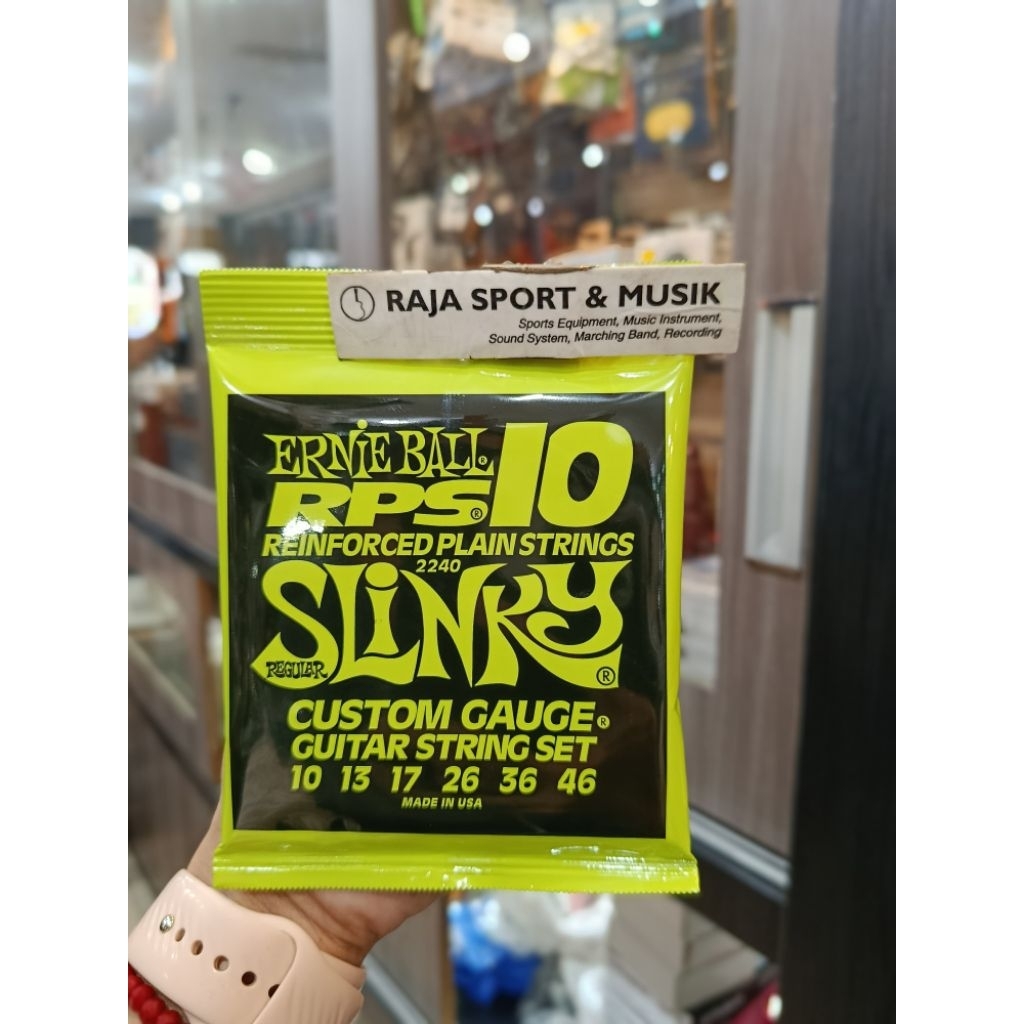 RAJA SPORT & MUSIK
Sports Equipment, Music Instrument,
Sound System, Marching Band, Recording
ERNIE BALL®
RPS® 10
REINFORCED PLAIN STRINGS
2240
SLINKY®
REGULAR
CUSTOM GAUGE®
GUITAR STRING SET
10 13 17 26 36 46
MADE IN USA